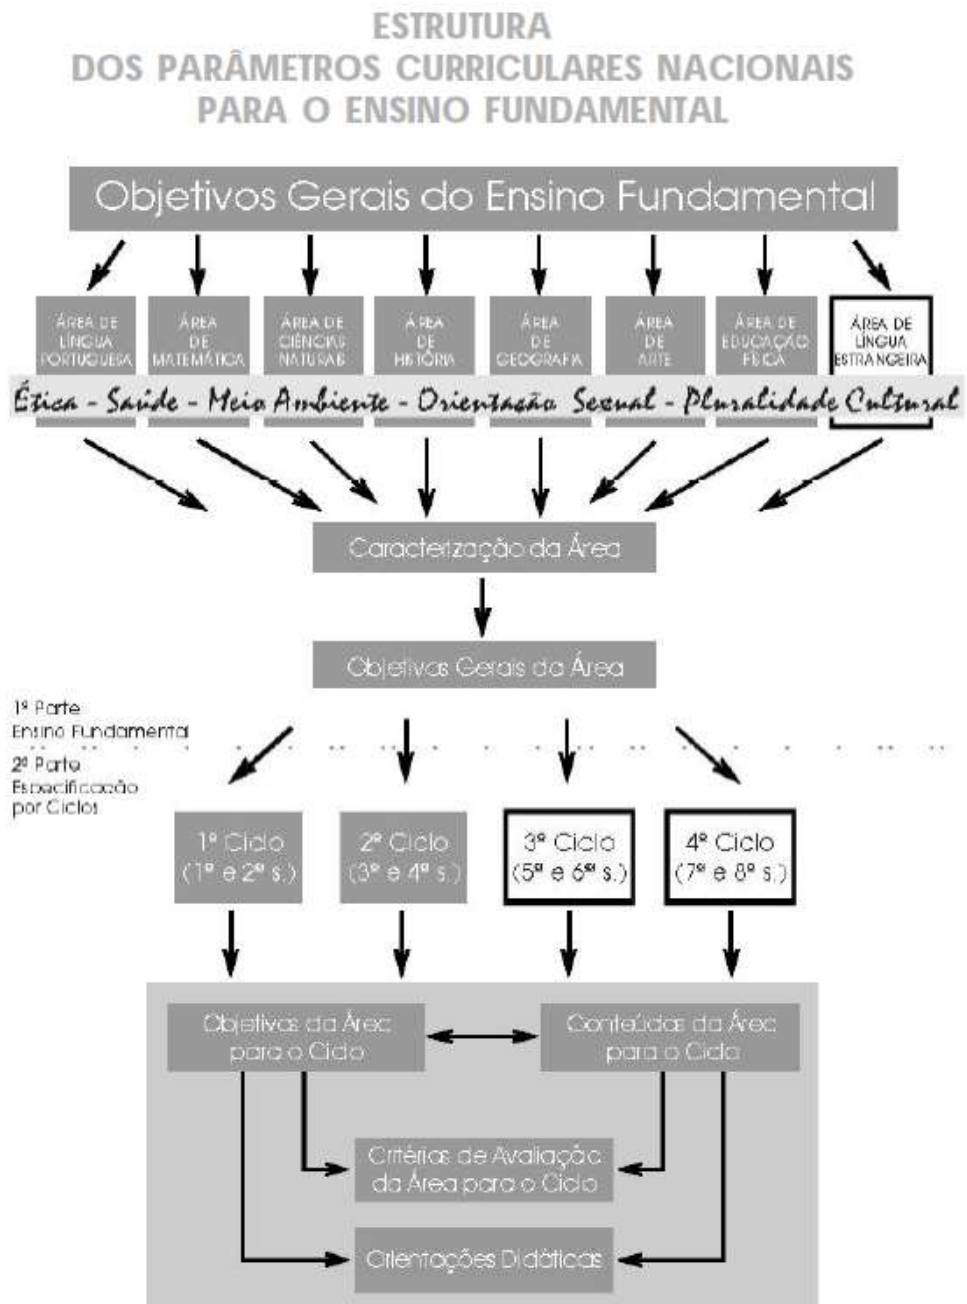 ESTRUTURA
DOS PARÂMETROS CURRICULARES NACIONAIS
PARA O ENSINO FUNDAMENTAL
Objetivos Gerais do Ensino Fundamental
ÁREA DE
LÍNGUA
PORTUGUESA
ÁREA
DE
MATEMÁTICA
ÁREA DE
CIÊNCIAS
NATURAIS
ÁREA
DE
HISTÓRIA
ÁREA
DE
GEOGRAFIA
ÁREA
DE
ARTE
ÁREA DE
EDUCAÇÃO
FÍSICA
ÁREA DE
LÍNGUA
ESTRANGEIRA
Ética - Saúde - Meio Ambiente - Orientação Sexual - Pluralidade Cultural
Caracterização da Área
Objetivos Gerais da Área
1ª Parte
Ensino Fundamental
2ª Parte
Especificação
por Ciclos
1º Ciclo
(1ª e 2ª s.)
2º Ciclo
(3ª e 4ª s.)
3º Ciclo
(5ª e 6ª s.)
4º Ciclo
(7ª e 8ª s.)
Objetivos da Área
para o Ciclo
Conteúdos da Área
para o Ciclo
Critérios de Avaliação
da Área para o Ciclo
Orientações Didáticas